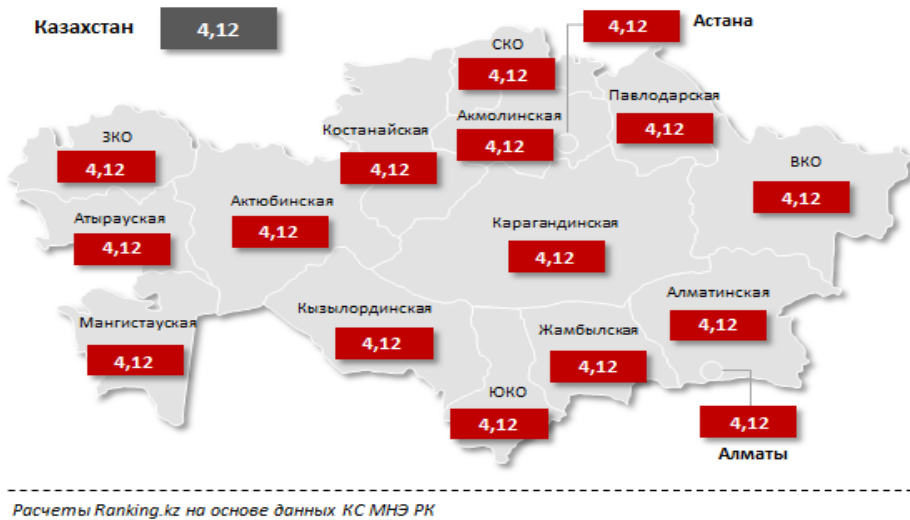 Казахстан
4,12
4,12
Астана
СКО
4,12
Павлодарская
4,12
Акмолинская
4,12
Костанайская
4,12
ЗКО
4,12
ВКО
4,12
Актюбинская
4,12
Атырауская
4,12
Карагандинская
4,12
Алматинская
4,12
Кызылординская
4,12
Мангистауская
4,12
Жамбылская
4,12
ЮКО
4,12
4,12
Алматы
Расчеты Ranking.kz на основе данных КС МНЭ РК